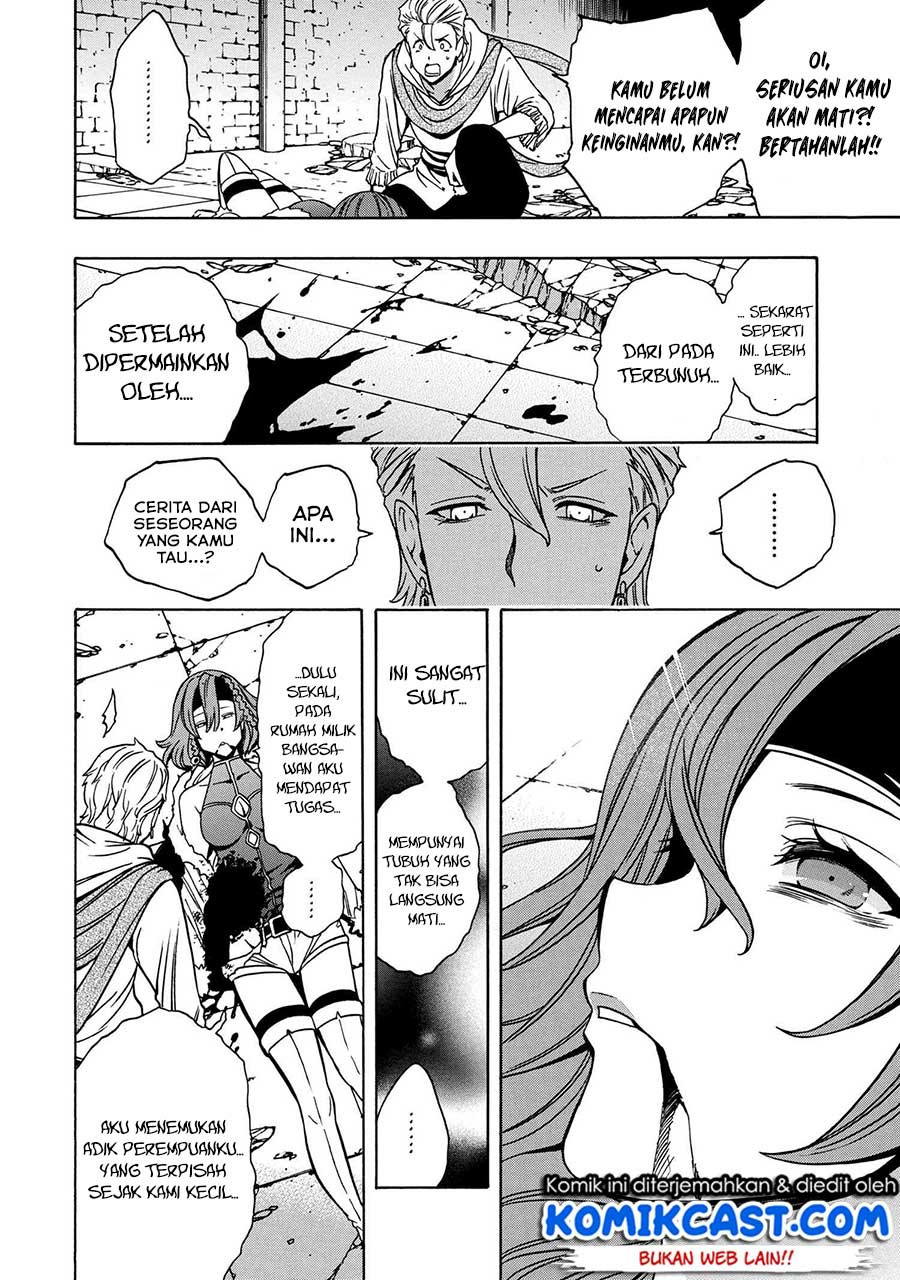 OI,
SERIUSAN KAMU
AKAN MATI?!
BERTAHANLAH!!
KAMU BELUM
MENCAPAI APAPUN
KEINGINANMU, KAN?!
........
... SEKARAT
SEPERTI
INI.. LEBIH
BAIK...
DARI PADA
TERBUNUH...
SETELAH
DIPERMAINKAN
OLEH....
........
APA
INI...
CERITA DARI
SESEORANG
YANG KAMU
TAU...?
INI SANGAT
SULIT...
MEMPUNYAI
TUBUH YANG
TAK BISA
LANGSUNG
MATI...
......
...DULU
SEKALI,
PADA
RUMAH MILIK
BANGSA-
WAN AKU
MENDAPAT
TUGAS...
......
AKU MENEMUKAN
ADIK PEREMPUANKU...
... YANG TERPISAH
SEJAK KAMI KECIL...
Komik ini diterjemahkan & diedit oleh
KOMIKCAST.COM
BUKAN WEB LAIN!!